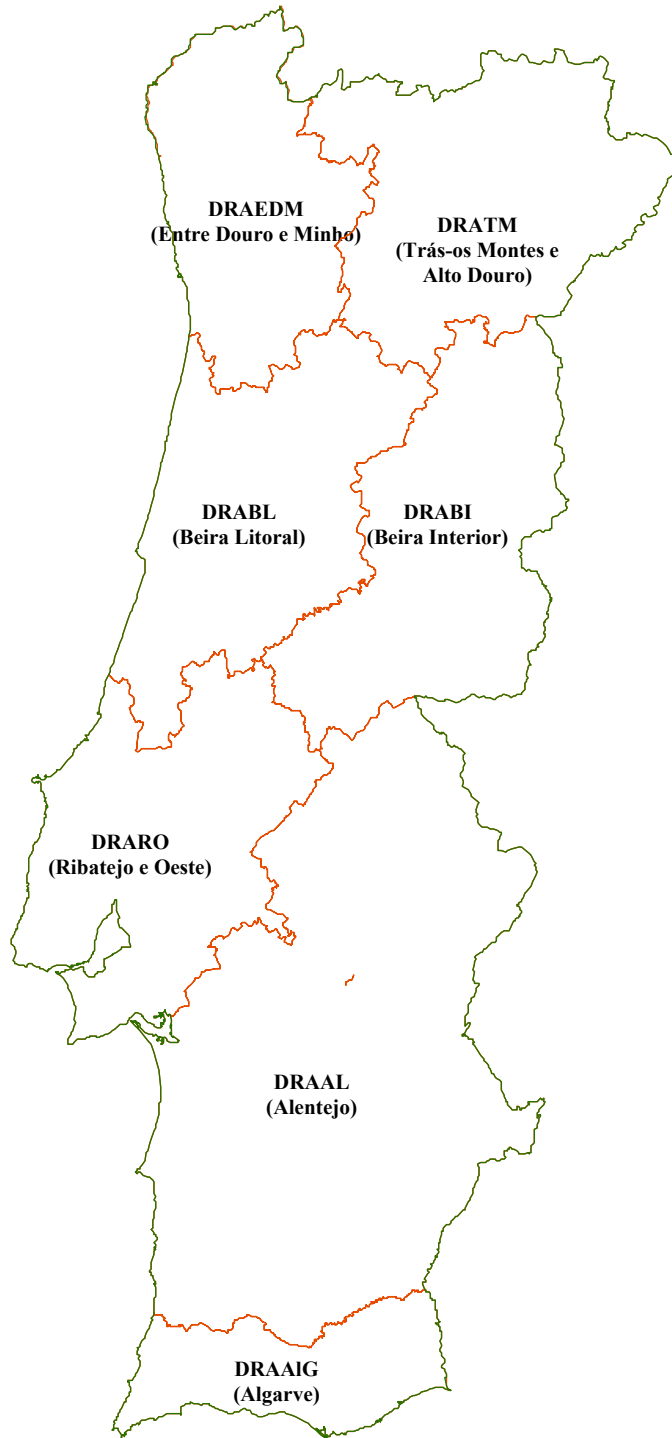 DRAEDM
(Entre Douro e Minho)
DRATM
(Trás-os Montes e
Alto Douro)
DRABL
(Beira Litoral)
DRABI
(Beira Interior)
DRARO
(Ribatejo e Oeste)
DRAAL
(Alentejo)
DRAAlG
(Algarve)